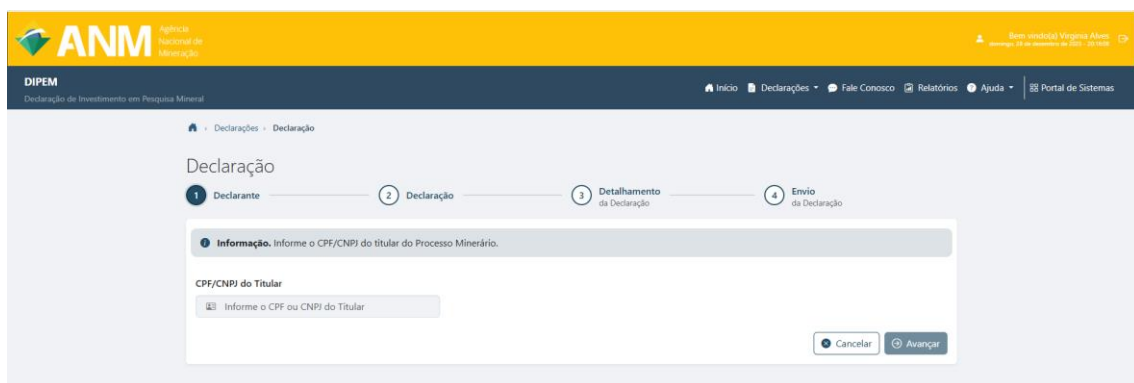 ANM
Agência
Nacional de
Mineração
Bem vindo(a) Virginia Alves
DIPEM
Declaração de Investimento em Pesquisa Mineral
Início Declarações Fale Conosco Relatórios Ajuda Portal de Sistemas
› Declarações › Declaração
Declaração
1 Declarante 2 Declaração 3 Detalhamento da Declaração 4 Envio da Declaração
Informação. Informe o CPF/CNPJ do titular do Processo Minerário.
CPF/CNPJ do Titular
Informe o CPF ou CNPJ do Titular
Cancelar Avançar